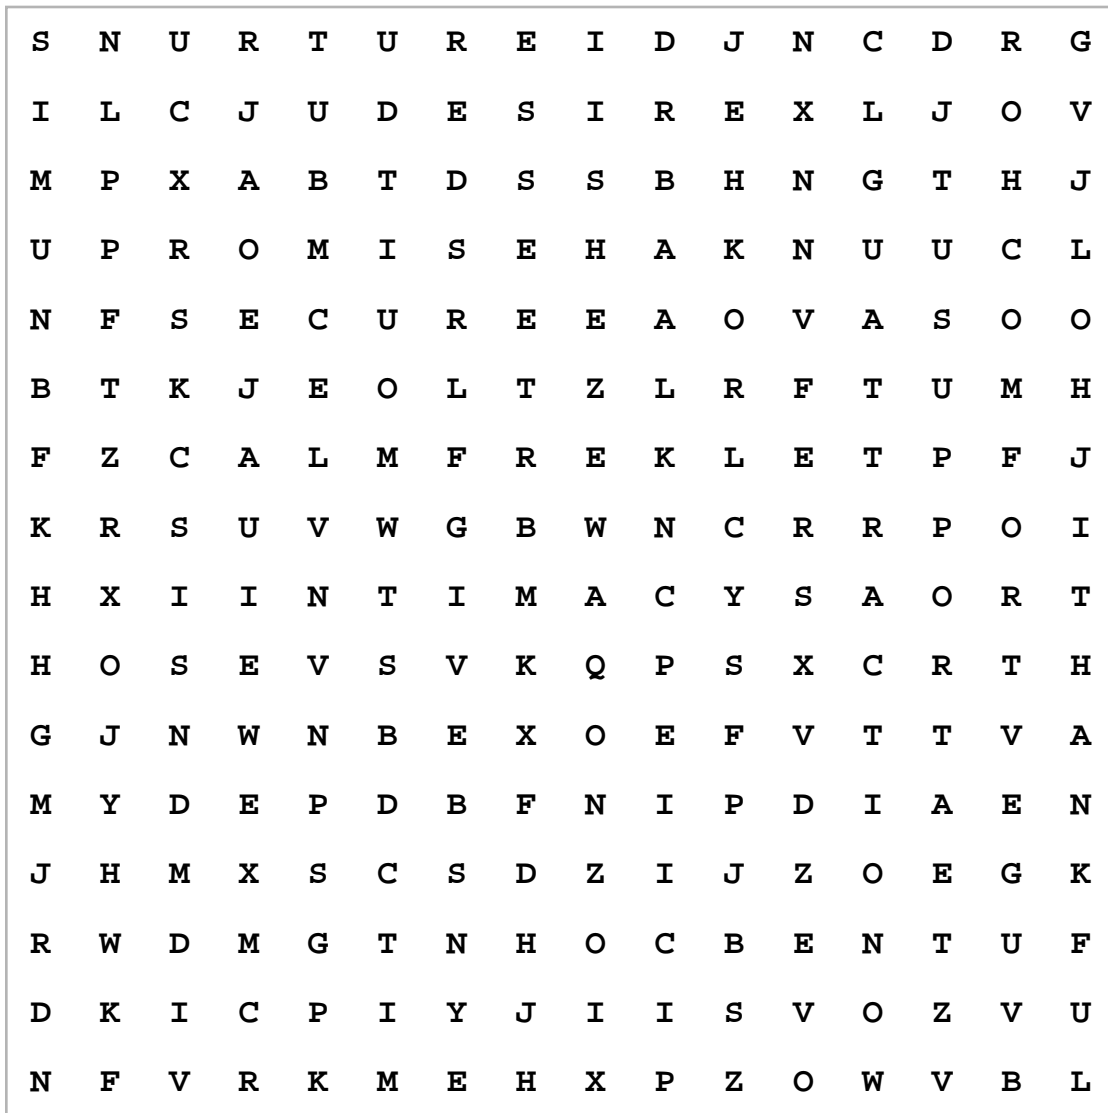 S N U R T U R E I D J N C D R G
I L C J U D E S I R E X L J O V
M P X A B T D S S B H N G T H J
U P R O M I S E H A K N U U C L
N F S E C U R E E A O V A S O O
B T K J E O L T Z L R F T U M H
F Z C A L M F R E K L E T P F J
K R S U V W G B W N C R R P O I
H X I I N T I M A C Y S A O R T
H O S E V S V K Q P S X C R T H
G J N W N B E X O E F V T T V A
M Y D E P D B F N I P D I A E N
J H M X S C S D Z I J Z O E G K
R W D M G T N H O C B E N T U F
D K I C P I Y J I I S V O Z V U
N F V R K M E H X P Z O W V B L